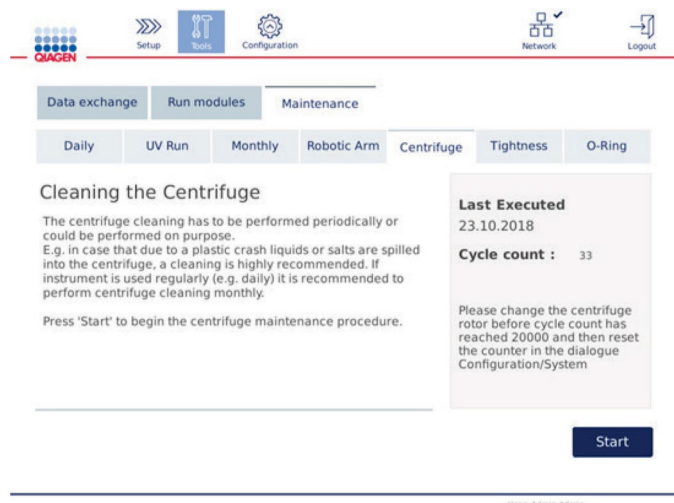 QIAGEN
Setup
Tools
Configuration
Network
Logout
Data exchange
Run modules
Maintenance
Daily
UV Run
Monthly
Robotic Arm
Centrifuge
Tightness
O-Ring
Cleaning the Centrifuge
The centrifuge cleaning has to be performed periodically or
could be performed on purpose.
E.g. in case that due to a plastic crash liquids or salts are spilled
into the centrifuge, a cleaning is highly recommended. If
instrument is used regularly (e.g. daily) it is recommended to
perform centrifuge cleaning monthly.
Press 'Start' to begin the centrifuge maintenance procedure.
Last Executed
23.10.2018
Cycle count : 33
Please change the centrifuge
rotor before cycle count has
reached 20000 and then reset
the counter in the dialogue
Configuration/System
Start